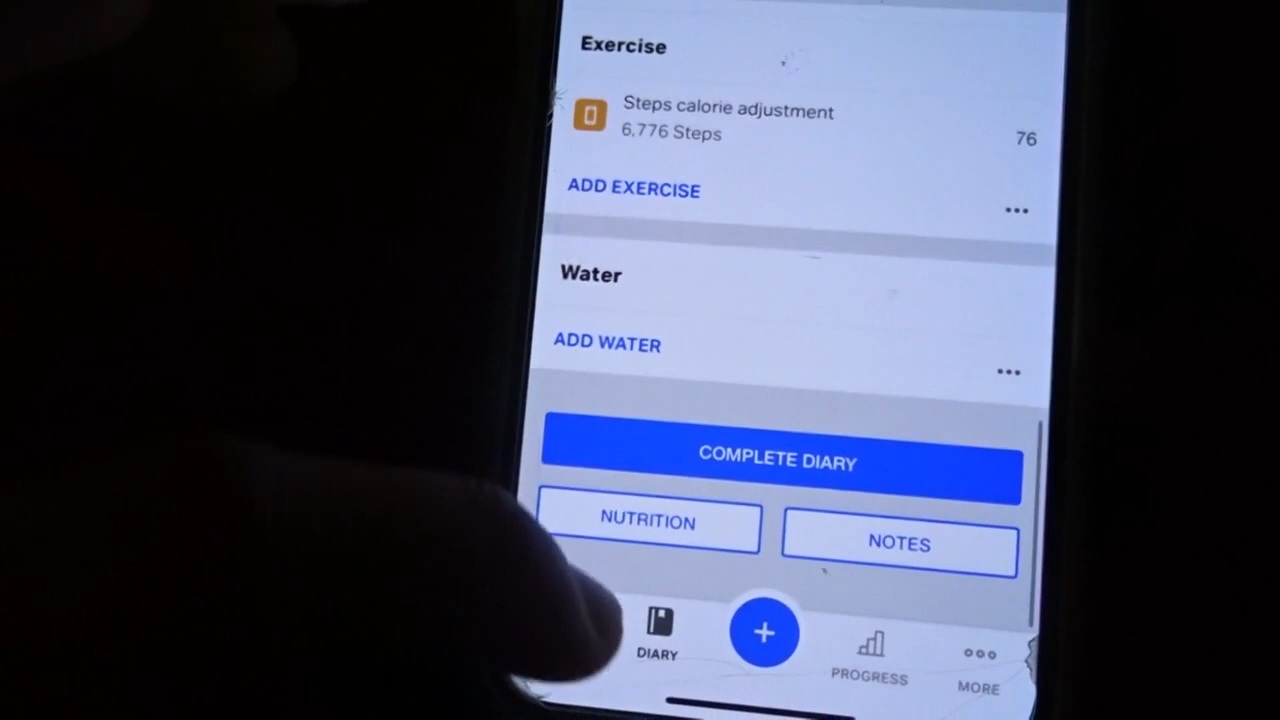 Exercise
Steps calorie adjustment
6,776 Steps
76
ADD EXERCISE
Water
ADD WATER
COMPLETE DIARY
NUTRITION
NOTES
DIARY
PROGRESS
MORE